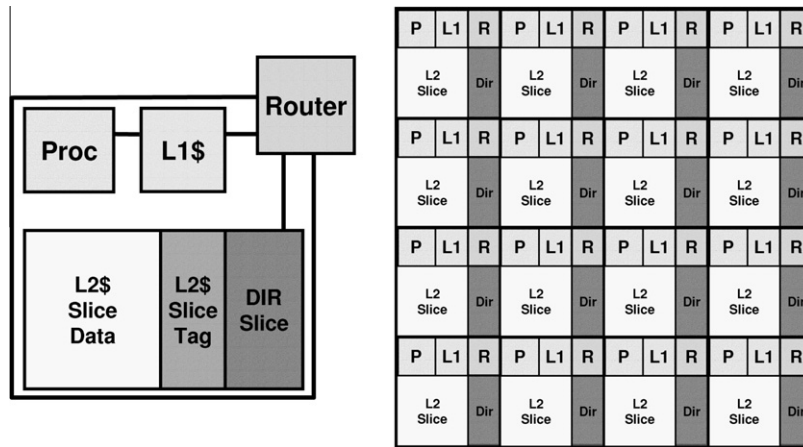 Router
Proc
L1$
L2$ Slice Data
L2$ Slice Tag
DIR Slice
P L1 R P L1 R P L1 R P L1 R
L2 Slice Dir L2 Slice Dir L2 Slice Dir L2 Slice Dir
P L1 R P L1 R P L1 R P L1 R
L2 Slice Dir L2 Slice Dir L2 Slice Dir L2 Slice Dir
P L1 R P L1 R P L1 R P L1 R
L2 Slice Dir L2 Slice Dir L2 Slice Dir L2 Slice Dir
P L1 R P L1 R P L1 R P L1 R
L2 Slice Dir L2 Slice Dir L2 Slice Dir L2 Slice Dir